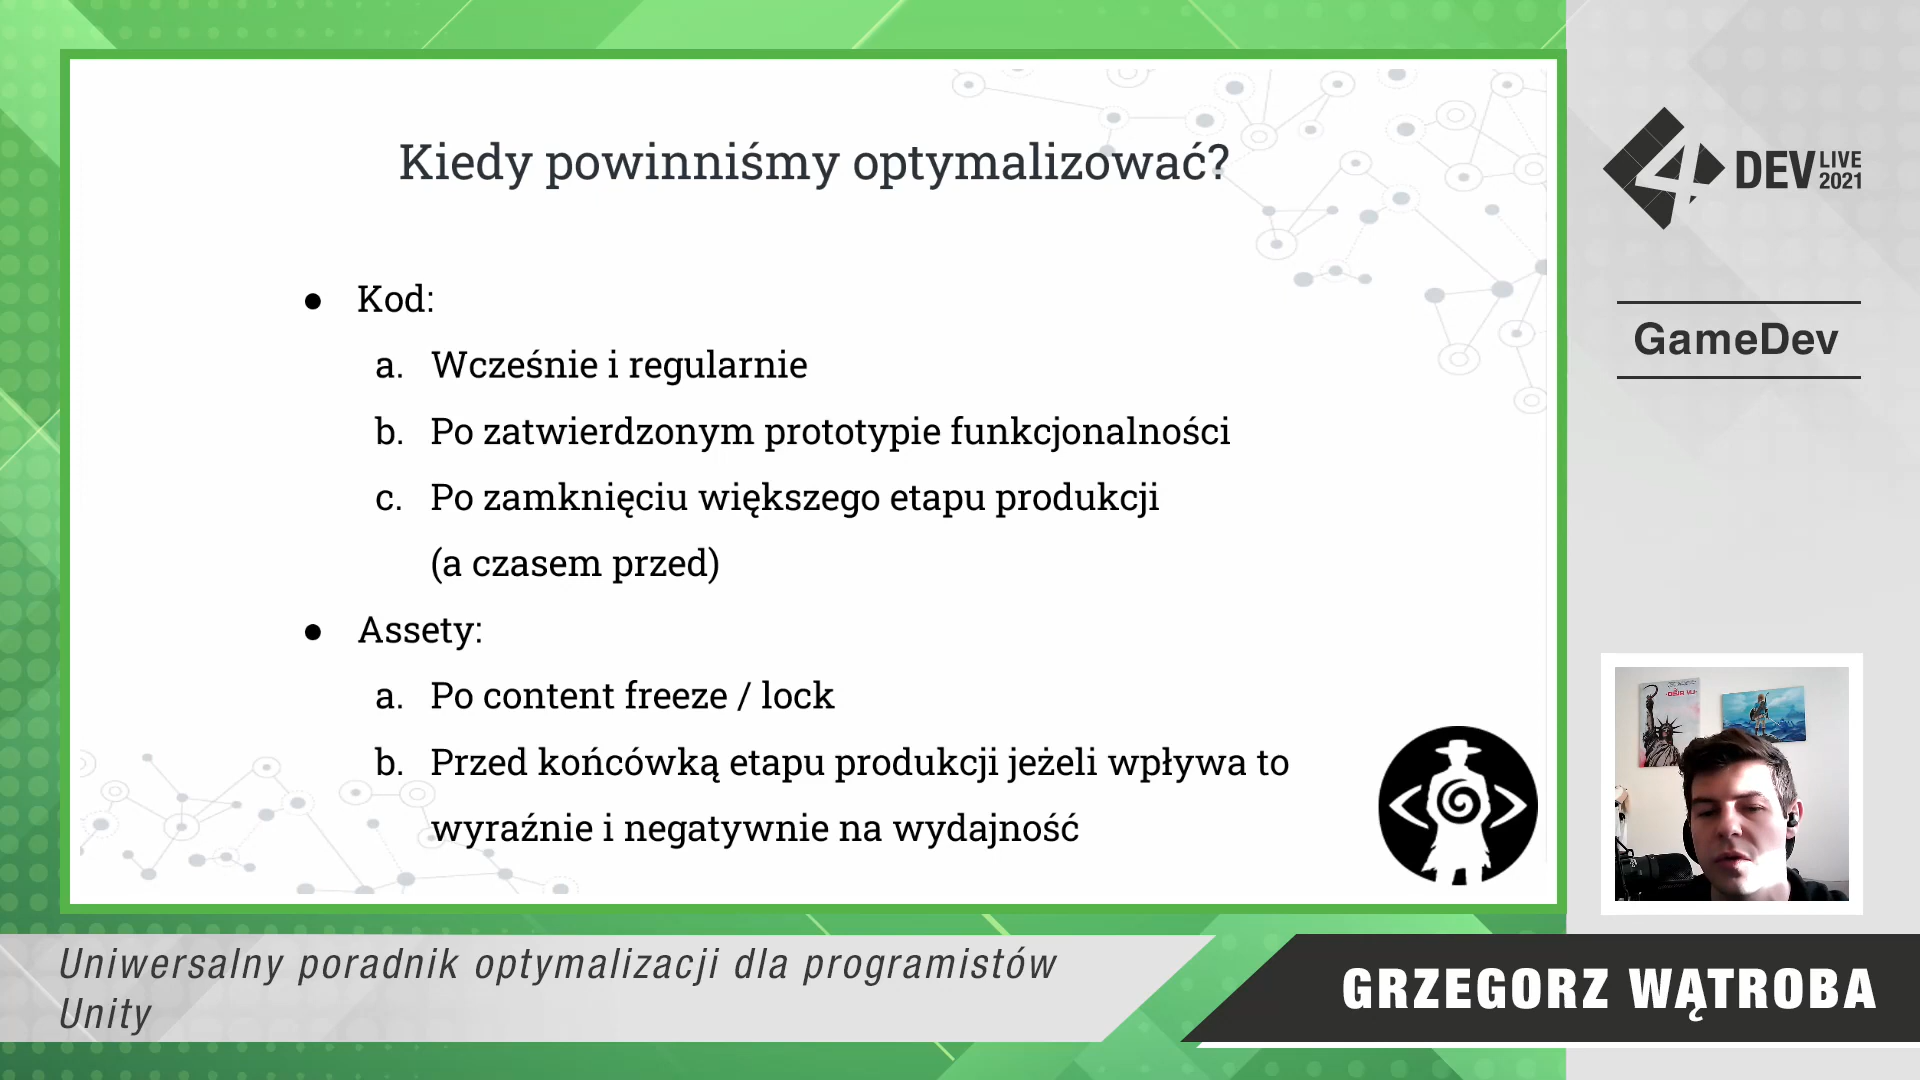 Kiedy powinniśmy optymalizować?
● Kod:
a. Wcześnie i regularnie
b. Po zatwierdzonym prototypie funkcjonalności
c. Po zamknięciu większego etapu produkcji
(a czasem przed)
● Assety:
a. Po content freeze / lock
b. Przed końcówką etapu produkcji jeżeli wpływa to
wyraźnie i negatywnie na wydajność
4DEV LIVE
2021
GameDev
Uniwersalny poradnik optymalizacji dla programistów
Unity
GRZEGORZ WĄTROBA